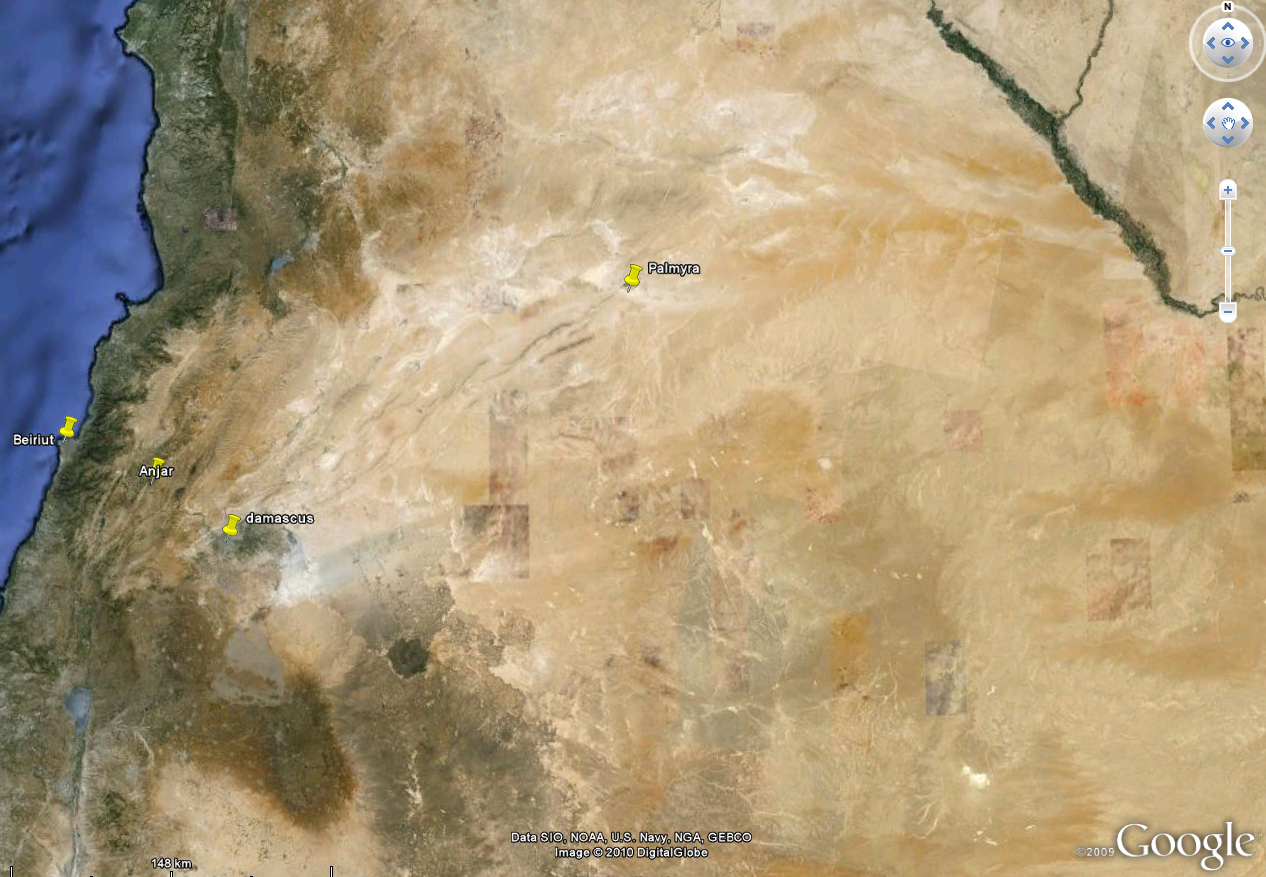 N
Palmyra
Beiriut
Anjar
damascus
Data SIO, NOAA, U.S. Navy, NGA, GEBCO
Image © 2010 DigitalGlobe
148 km
©2009 Google